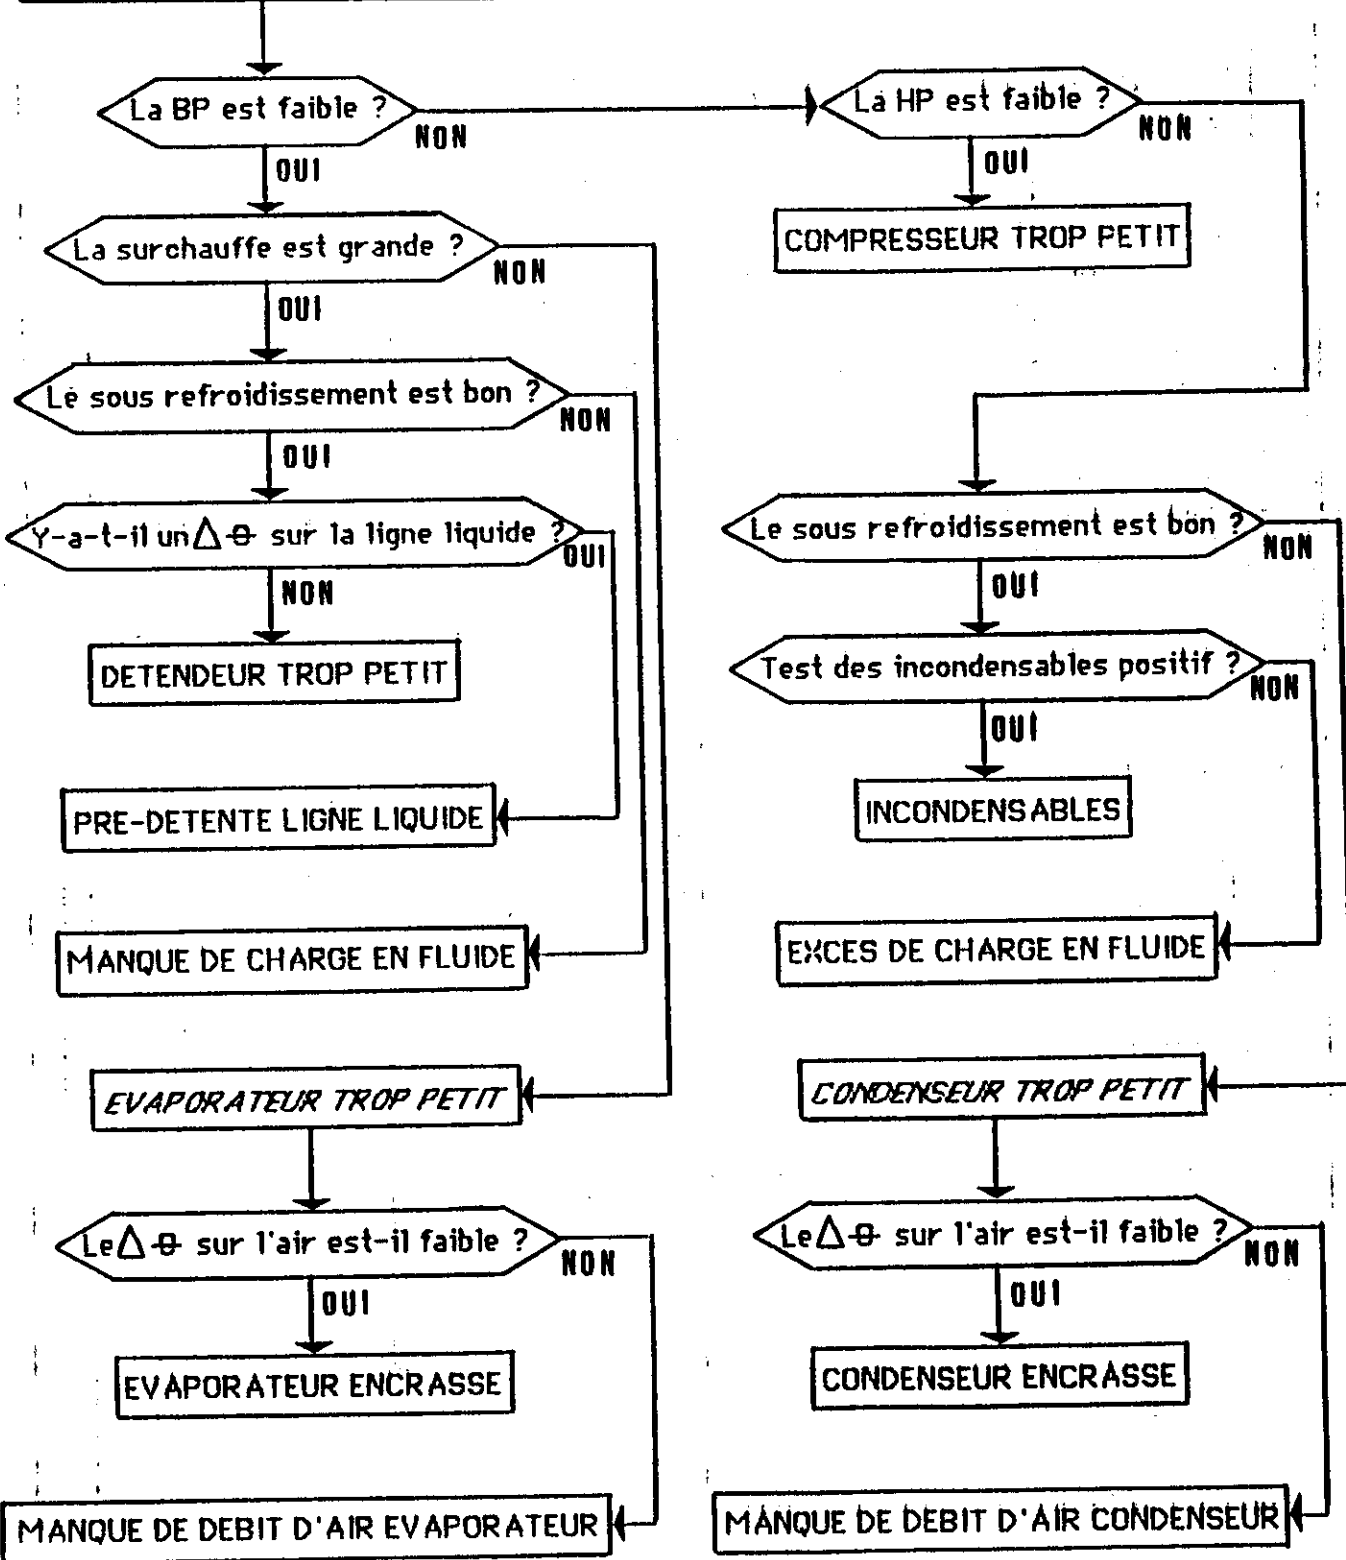 La BP est faible ?
NON
OUI
La surchauffe est grande ?
NON
OUI
Le sous refroidissement est bon ?
NON
OUI
Y-a-t-il un Δ θ sur la ligne liquide ?
OUI
NON
DETENDEUR TROP PETIT
PRE-DETENTE LIGNE LIQUIDE
MANQUE DE CHARGE EN FLUIDE
EVAPORATEUR TROP PETIT
Le Δ θ sur l'air est-il faible ?
NON
OUI
EVAPORATEUR ENCRASSE
MANQUE DE DEBIT D'AIR EVAPORATEUR
La HP est faible ?
NON
OUI
COMPRESSEUR TROP PETIT
Le sous refroidissement est bon ?
NON
OUI
Test des incondensables positif ?
NON
OUI
INCONDENSABLES
EXCES DE CHARGE EN FLUIDE
CONDENSEUR TROP PETIT
Le Δ θ sur l'air est-il faible ?
NON
OUI
CONDENSEUR ENCRASSE
MANQUE DE DEBIT D'AIR CONDENSEUR